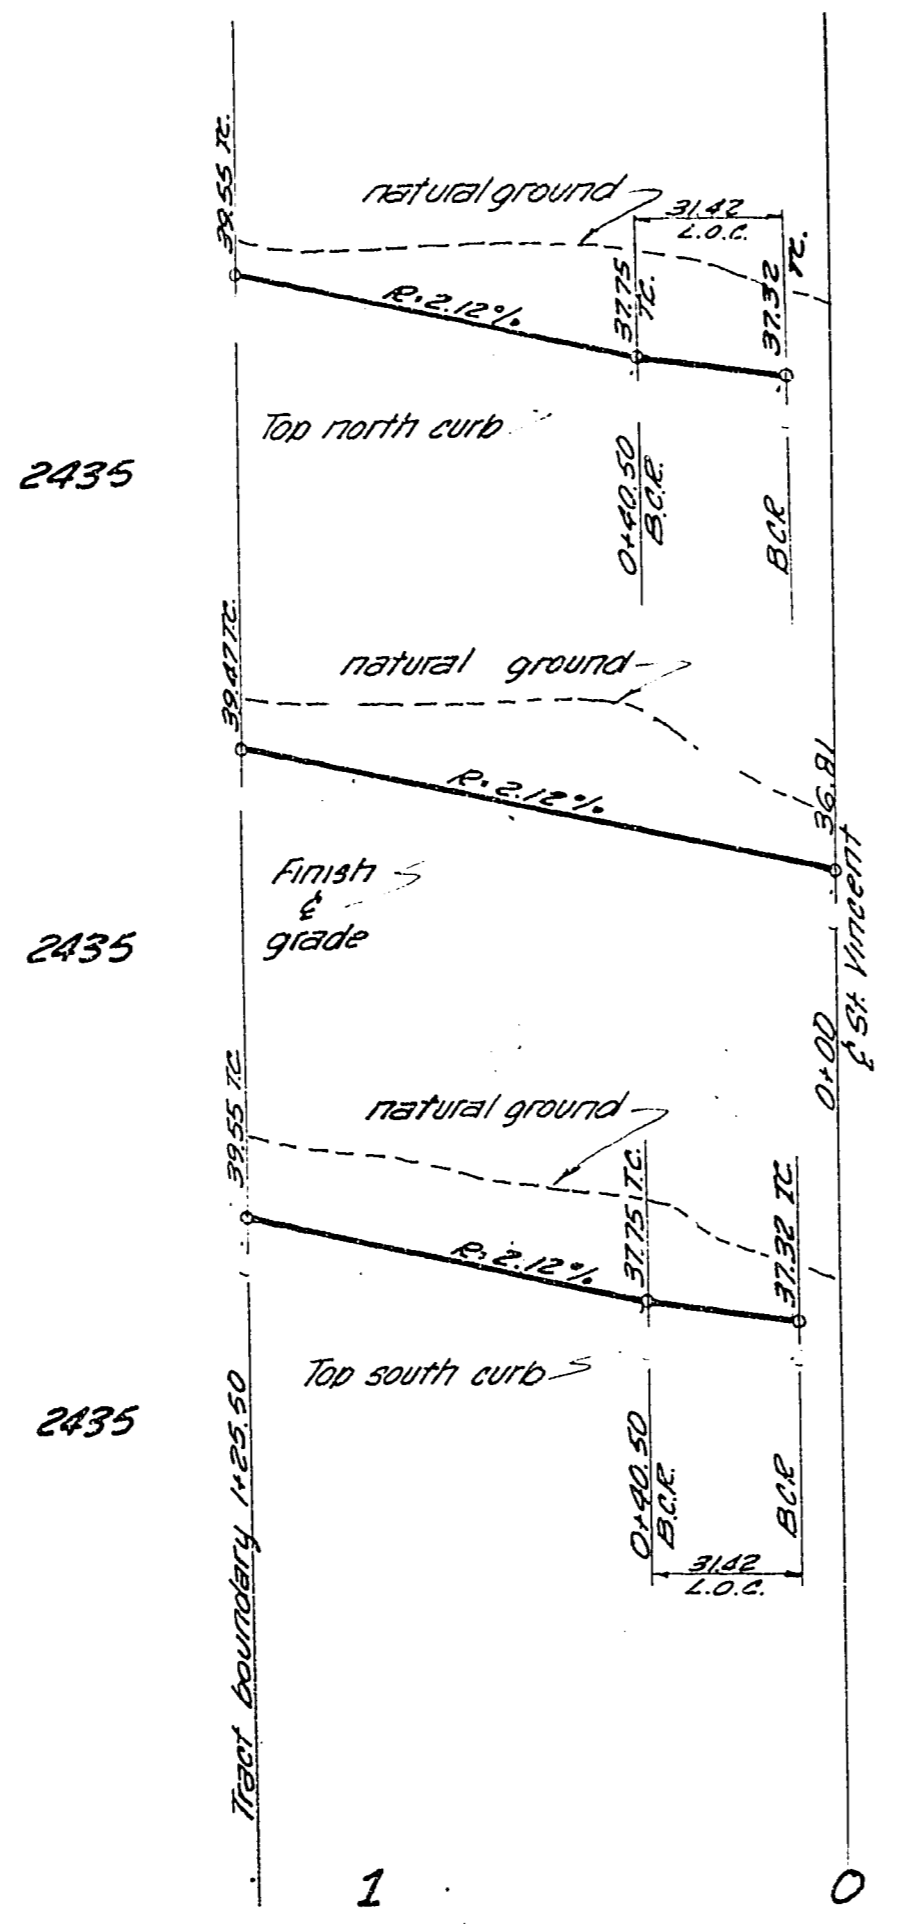 39.55 T.C.
natural ground
31.42
L.O.C.
R=2.12%
37.75
T.C.
37.32
T.C.
Top north curb
2435
0+40.50
B.C.R.
B.C.R.
39.47 T.C.
natural ground
R=2.12%
36.81
Finish
℄
grade
2435
0+00
℄ St. Vincent
39.55 T.C.
natural ground
R=2.12%
37.75 T.C.
37.32 T.C.
Top south curb
2435
0+40.50
B.C.R.
B.C.R.
31.42
L.O.C.
Tract boundary 1+25.50
1
0